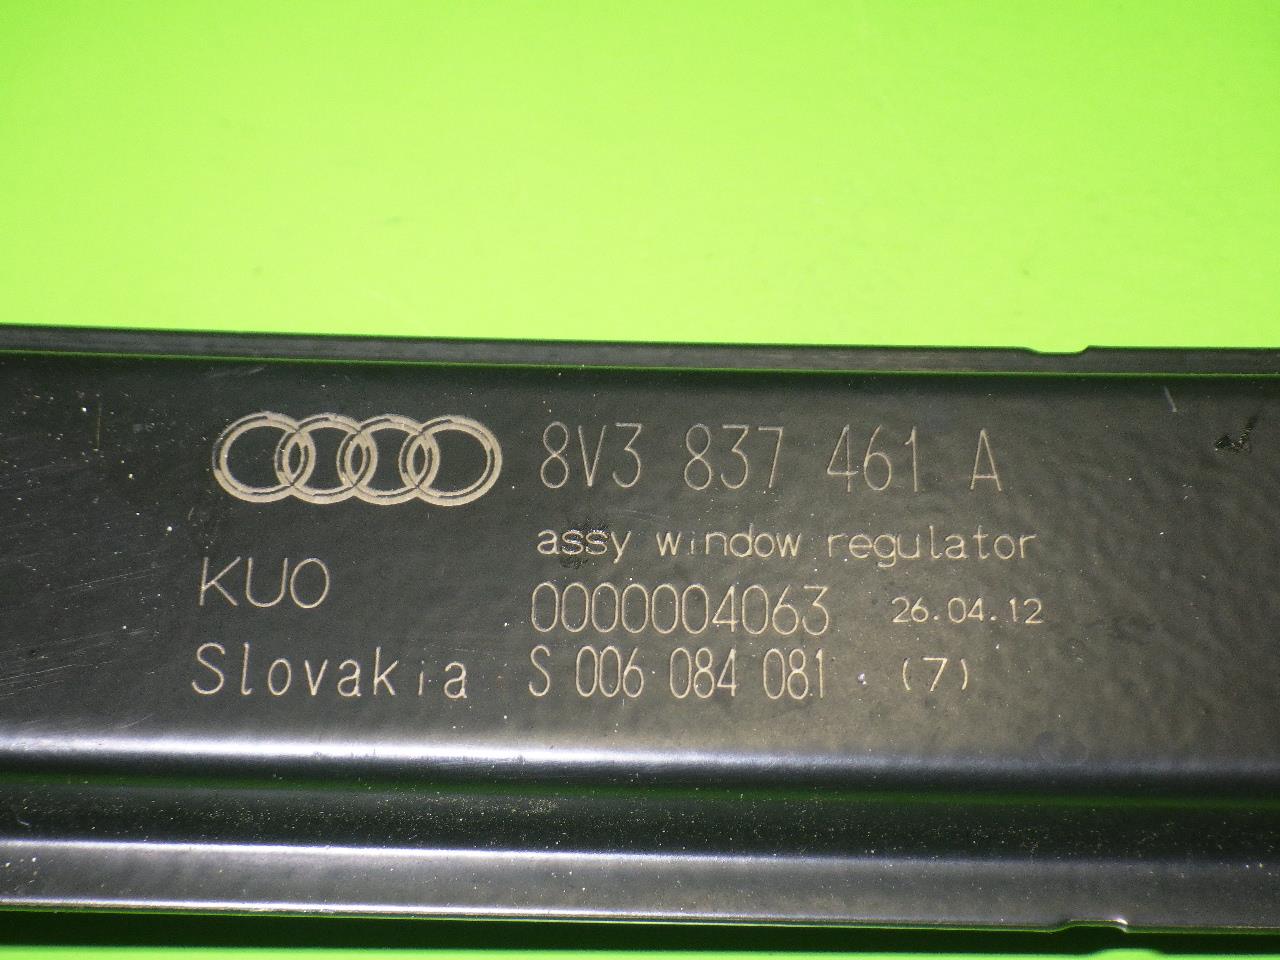 8V3 837 461 A
assy window regulator
KUO 0000004063 26.04.12
Slovakia S 006 084 081 (7)